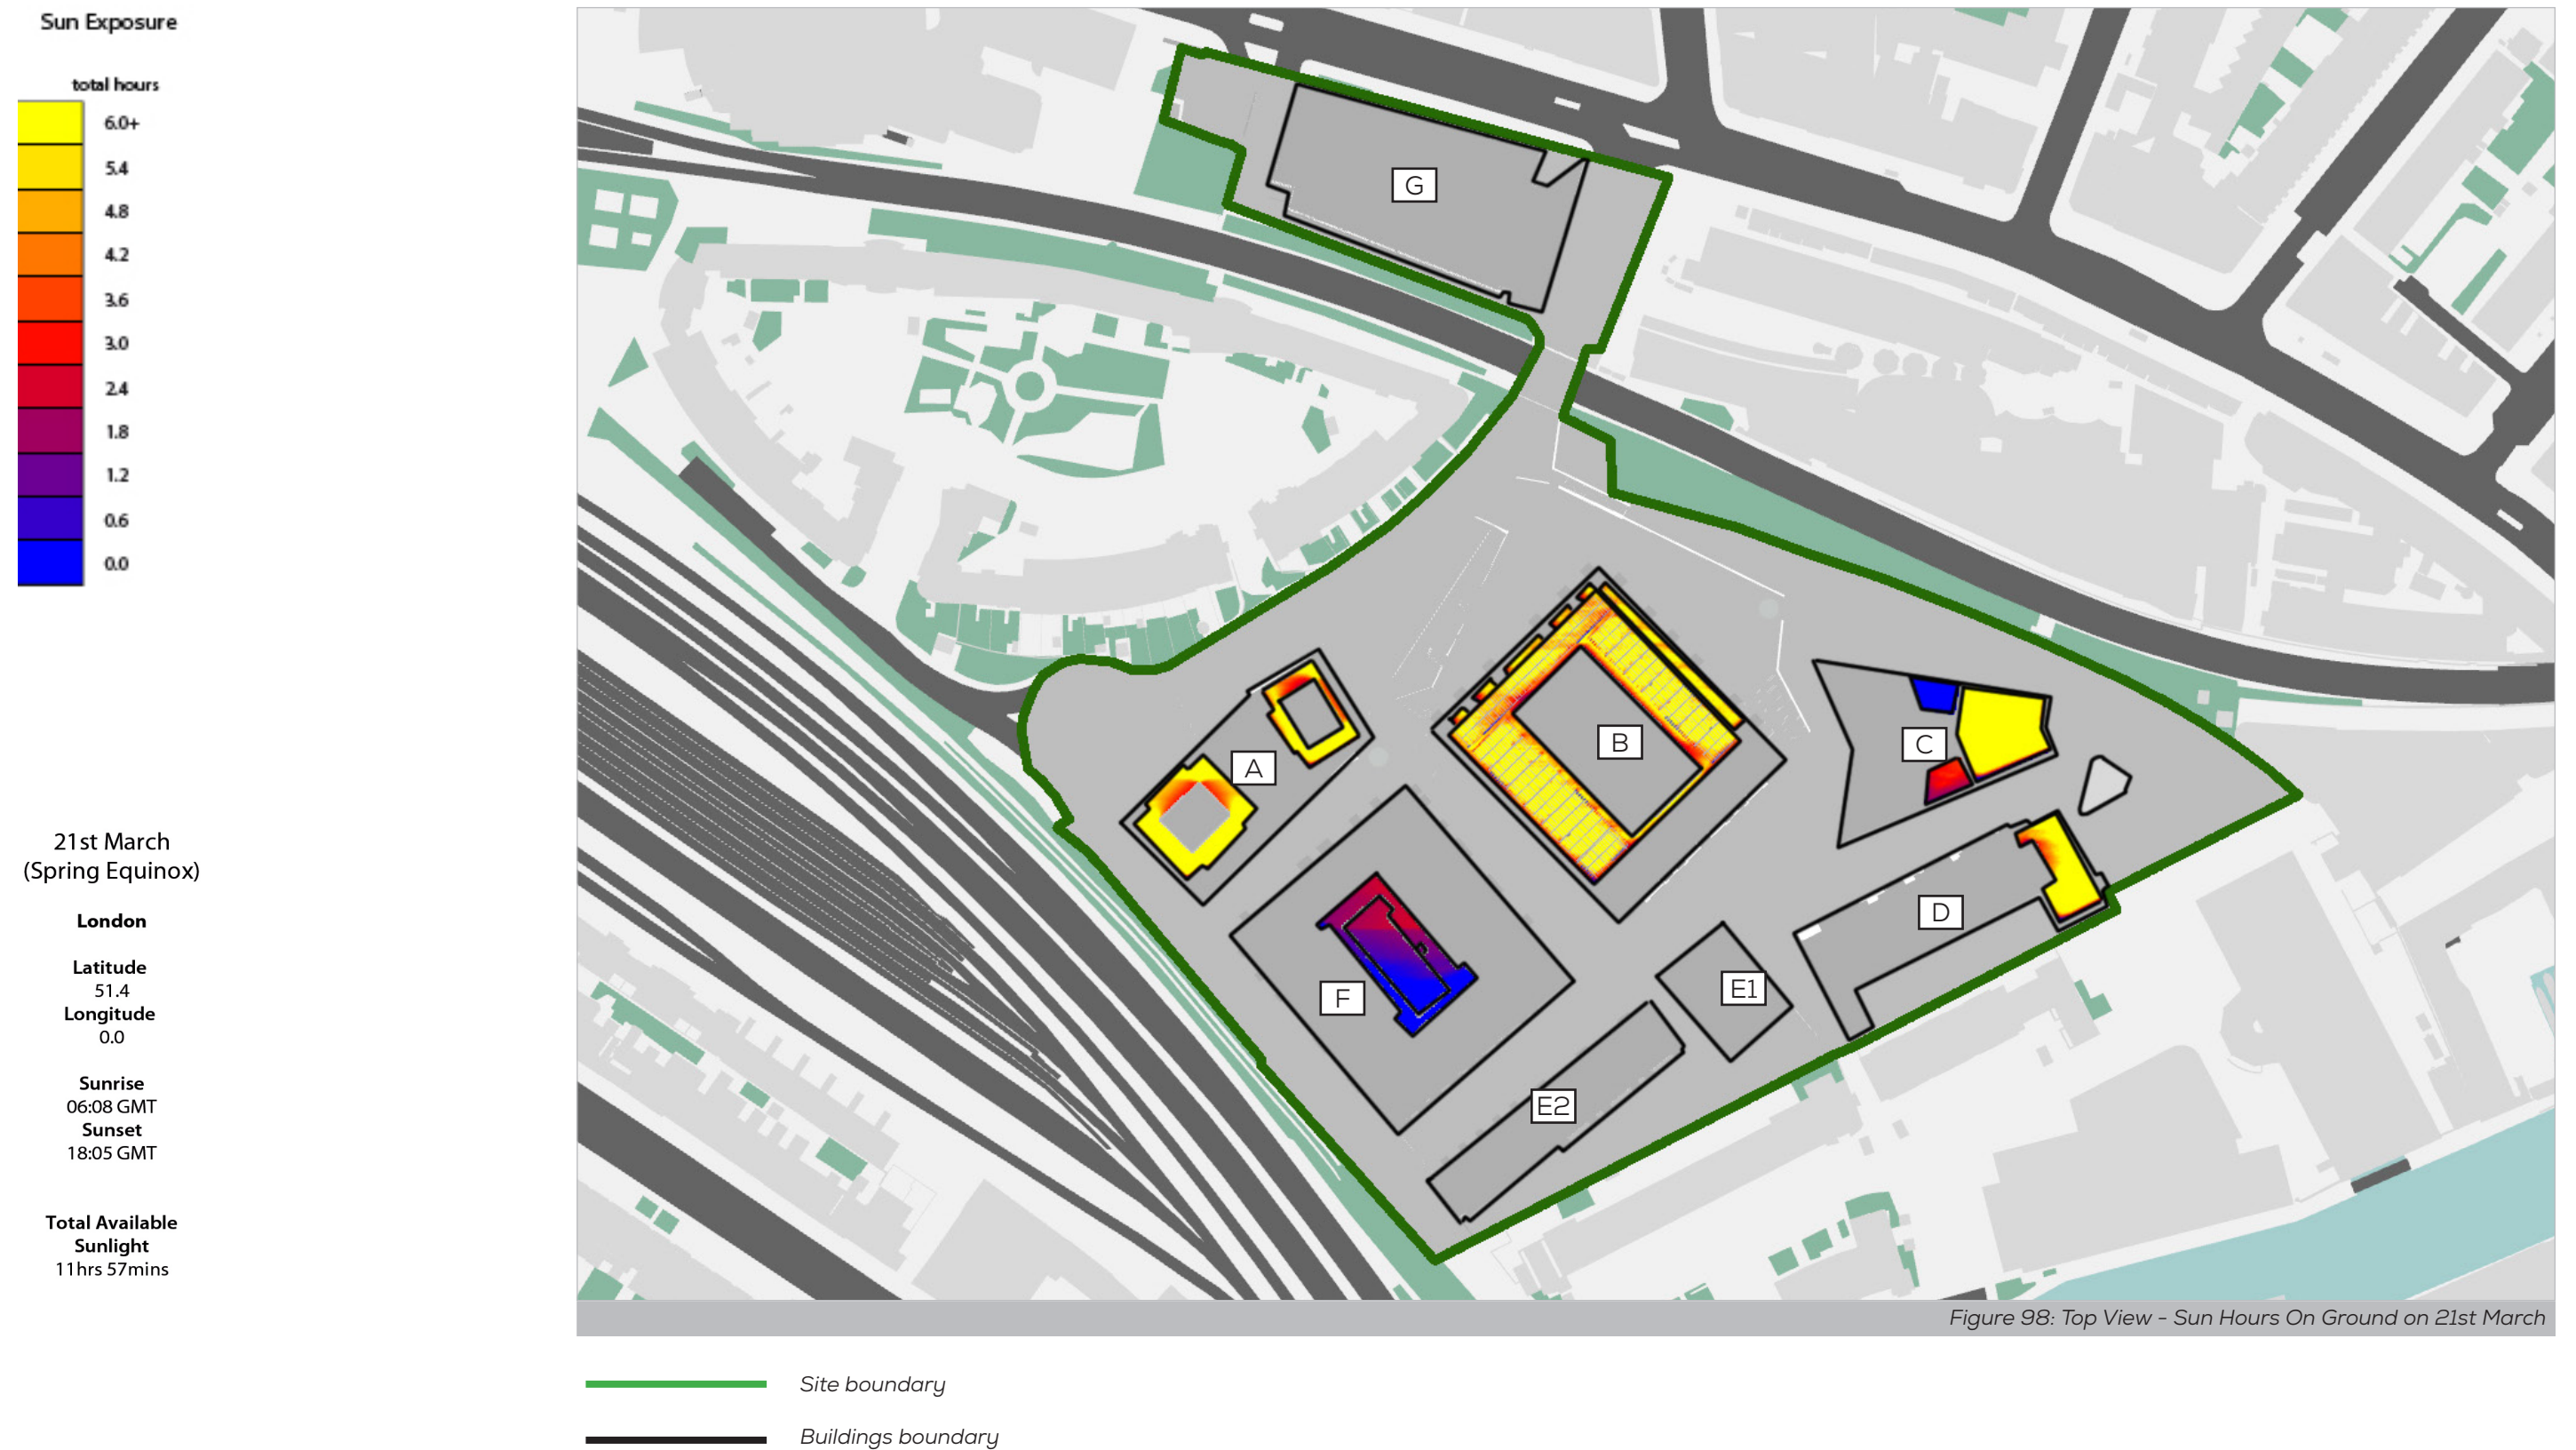 Sun Exposure
total hours
6.0+
5.4
4.8
4.2
3.6
3.0
2.4
1.8
1.2
0.6
0.0
21st March
(Spring Equinox)
London
Latitude
51.4
Longitude
0.0
Sunrise
06:08 GMT
Sunset
18:05 GMT
Total Available
Sunlight
11hrs 57mins
G
B
C
A
D
F
E1
E2
Figure 98: Top View - Sun Hours On Ground on 21st March
Site boundary
Buildings boundary